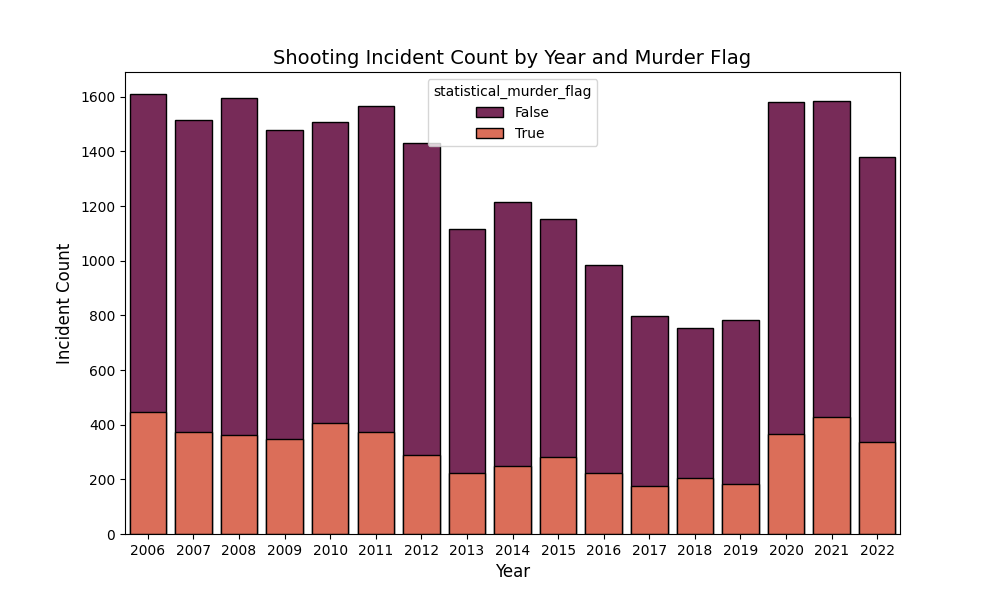 Shooting Incident Count by Year and Murder Flag
statistical_murder_flag
False
True
Incident Count
1600
1400
1200
1000
800
600
400
200
0
2006 2007 2008 2009 2010 2011 2012 2013 2014 2015 2016 2017 2018 2019 2020 2021 2022
Year